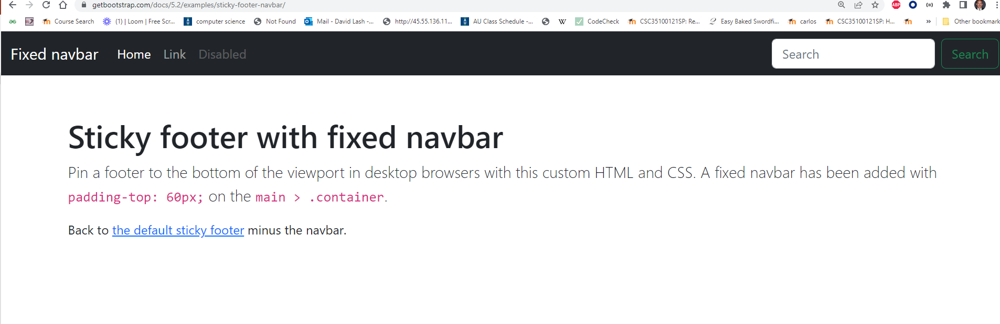 getbootstrap.com/docs/5.2/examples/sticky-footer-navbar/
ABP
Course Search (1) | Loom | Free Scr... computer science Not Found Mail - David Lash -... http://45.55.136.11... AU Class Schedule -... W CodeCheck CSC35100121SP: Re... Easy Baked Swordfi... carlos CSC35100121SP: H... » Other bookmark
Fixed navbar Home Link Disabled Search Search
Sticky footer with fixed navbar
Pin a footer to the bottom of the viewport in desktop browsers with this custom HTML and CSS. A fixed navbar has been added with
padding-top: 60px; on the main > .container.
Back to the default sticky footer minus the navbar.